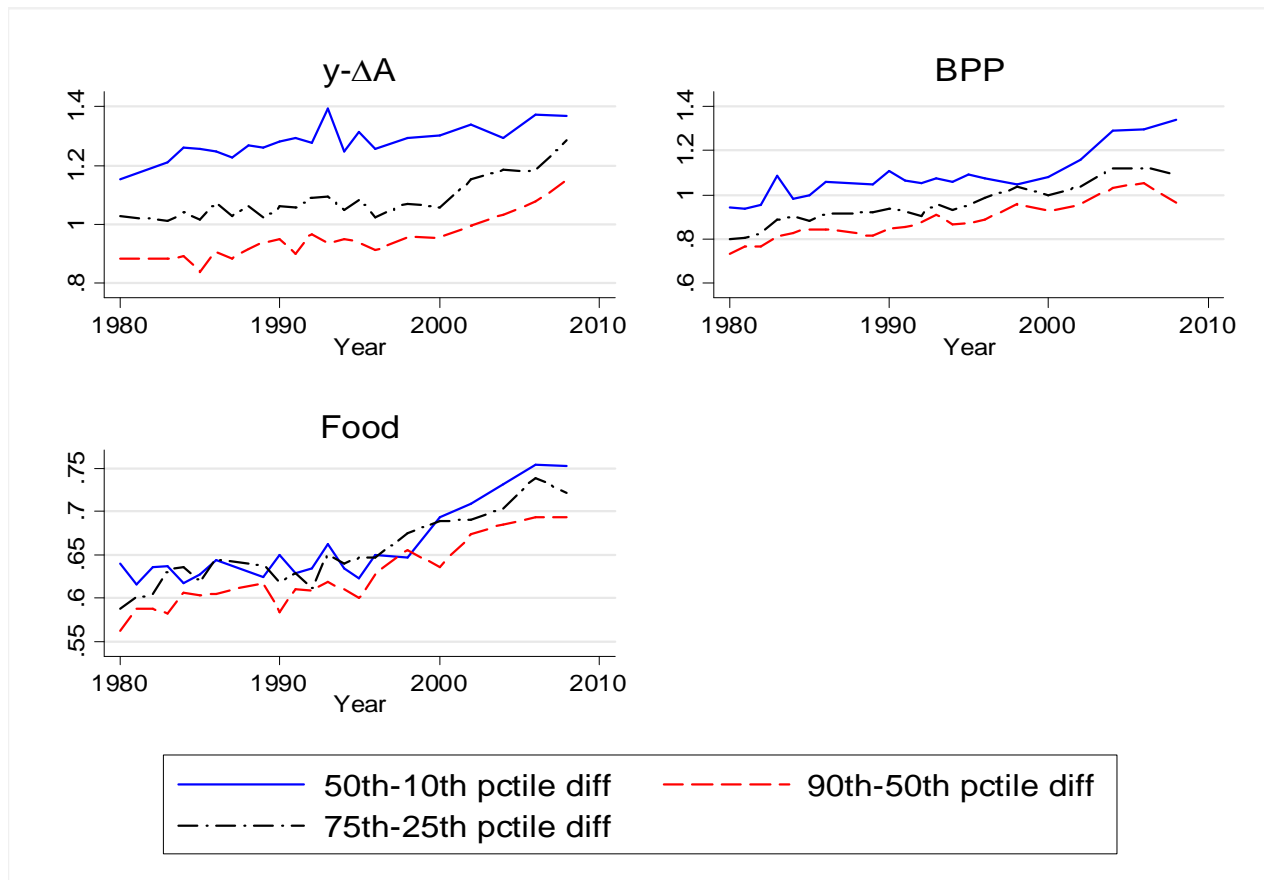 y-ΔA
1.4
1.2
1
.8
1980 1990 2000 2010
Year
BPP
1.4
1.2
1
.8
.6
1980 1990 2000 2010
Year
Food
.75
.7
.65
.6
.55
1980 1990 2000 2010
Year
50th-10th pctile diff 90th-50th pctile diff
75th-25th pctile diff